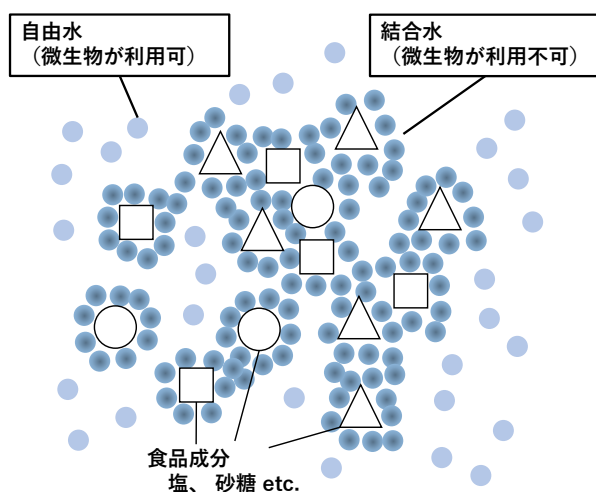 自由水
（微生物が利用可）
結合水
（微生物が利用不可）
食品成分
塩、 砂糖 etc.